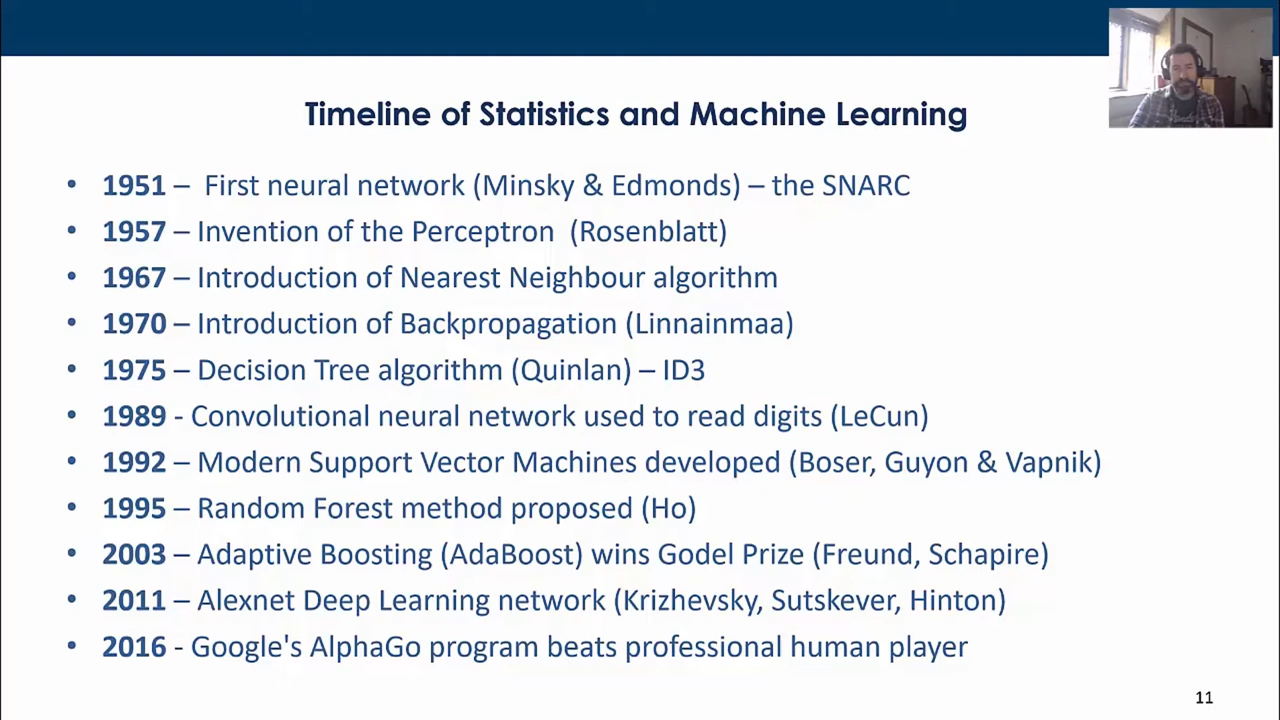 Timeline of Statistics and Machine Learning
• 1951 – First neural network (Minsky & Edmonds) – the SNARC
• 1957 – Invention of the Perceptron (Rosenblatt)
• 1967 – Introduction of Nearest Neighbour algorithm
• 1970 – Introduction of Backpropagation (Linnainmaa)
• 1975 – Decision Tree algorithm (Quinlan) – ID3
• 1989 - Convolutional neural network used to read digits (LeCun)
• 1992 – Modern Support Vector Machines developed (Boser, Guyon & Vapnik)
• 1995 – Random Forest method proposed (Ho)
• 2003 – Adaptive Boosting (AdaBoost) wins Godel Prize (Freund, Schapire)
• 2011 – Alexnet Deep Learning network (Krizhevsky, Sutskever, Hinton)
• 2016 - Google's AlphaGo program beats professional human player
11